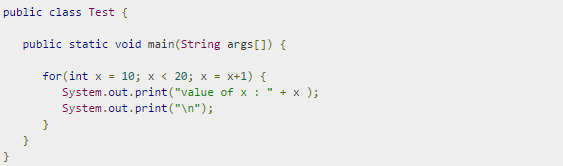 public class Test {
public static void main(String args[]) {
for(int x = 10; x < 20; x = x+1) {
System.out.print("value of x : " + x );
System.out.print("\n");
}
}
}